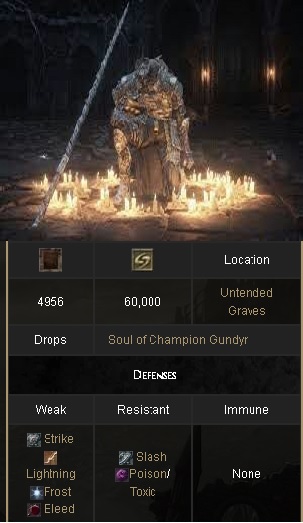 Location
4956
60,000
Untended
Graves
Drops
Soul of Champion Gundyr
DEFENSES
Weak
Resistant
Immune
Strike
Lightning
Frost
Bleed
Slash
Poison/
Toxic
None